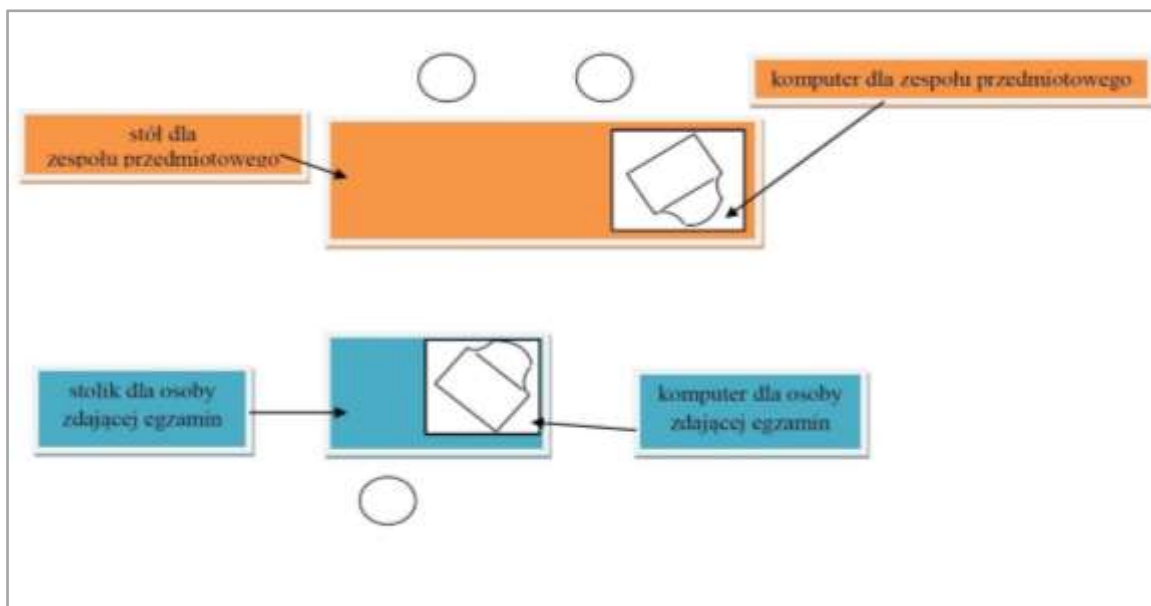 komputer dla zespołu przedmiotowego
stół dla
zespołu przedmiotowego
stolik dla osoby
zdającej egzamin
komputer dla osoby
zdającej egzamin